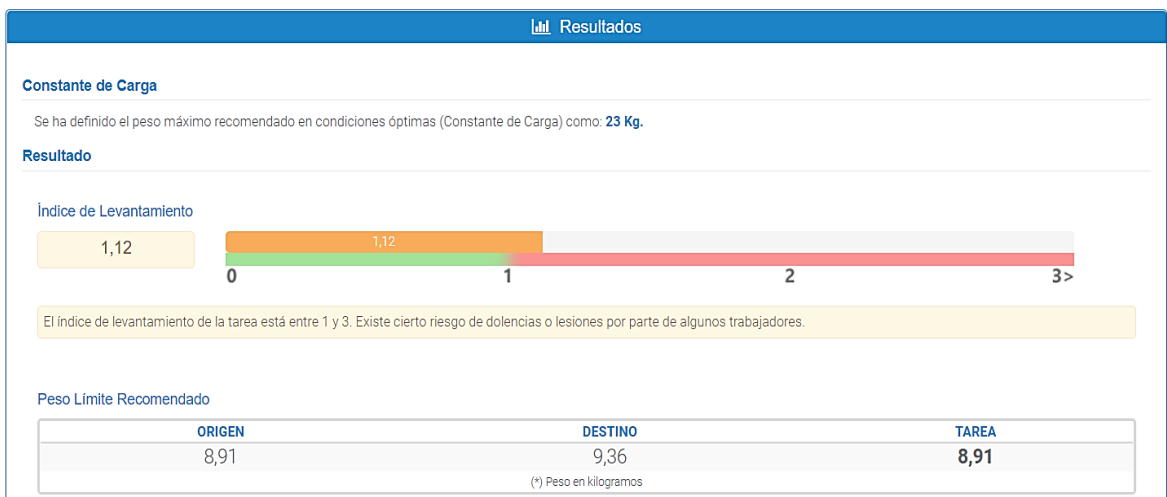 Resultados
Constante de Carga
Se ha definido el peso máximo recomendado en condiciones óptimas (Constante de Carga) como: 23 Kg.
Resultado
Índice de Levantamiento
1,12
1,12
0 1 2 3>
El índice de levantamiento de la tarea está entre 1 y 3. Existe cierto riesgo de dolencias o lesiones por parte de algunos trabajadores.
Peso Límite Recomendado
ORIGEN DESTINO TAREA
8,91 9,36 8,91
(*) Peso en kilogramos